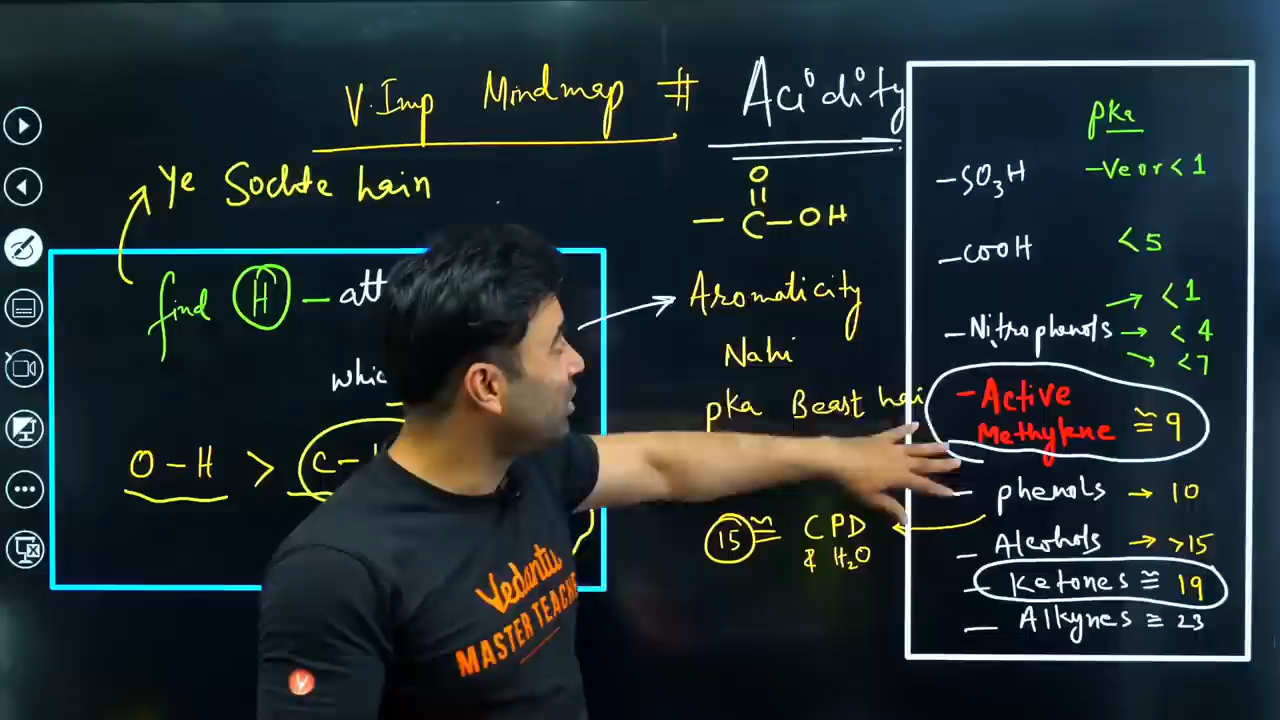 V.Imp Mindmap # Acidity
Ye Sochte hain
find H - att
whic
O-H > C-
O
||
-C-OH
Aromaticity
Nahi
pka Beast hai
15 ≅ CPD
& H₂O
pka
-SO₃H -Ve or < 1
-COOH < 5
→ < 1
-Nitrophenols → < 4
→ < 7
-Active
Methylene ≅ 9
- phenols → 10
- Alcohols → >15
- Ketones ≅ 19
- Alkynes ≅ 23
Vedantu
MASTER TEACHE